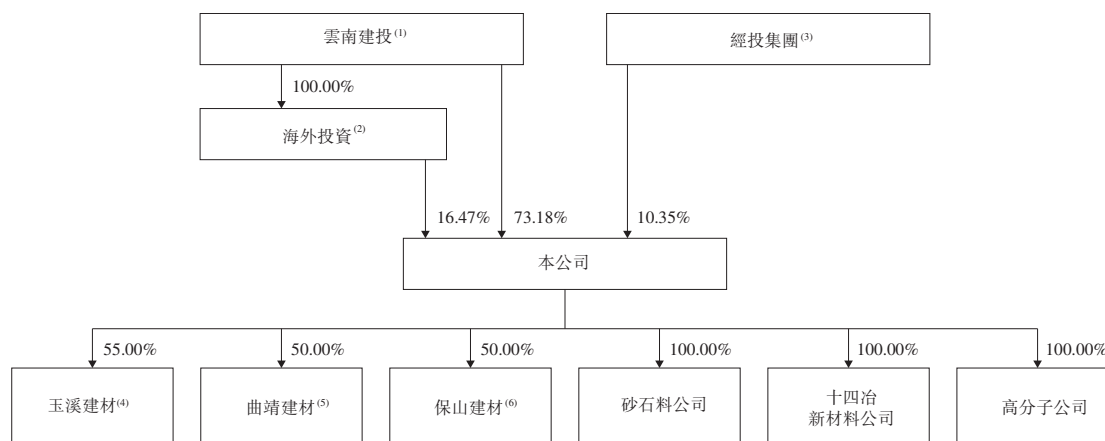 雲南建投(1)
經投集團(3)
100.00%
海外投資(2)
16.47%
73.18%
10.35%
本公司
55.00%
50.00%
50.00%
100.00%
100.00%
100.00%
玉溪建材(4)
曲靖建材(5)
保山建材(6)
砂石料公司
十四冶
新材料公司
高分子公司